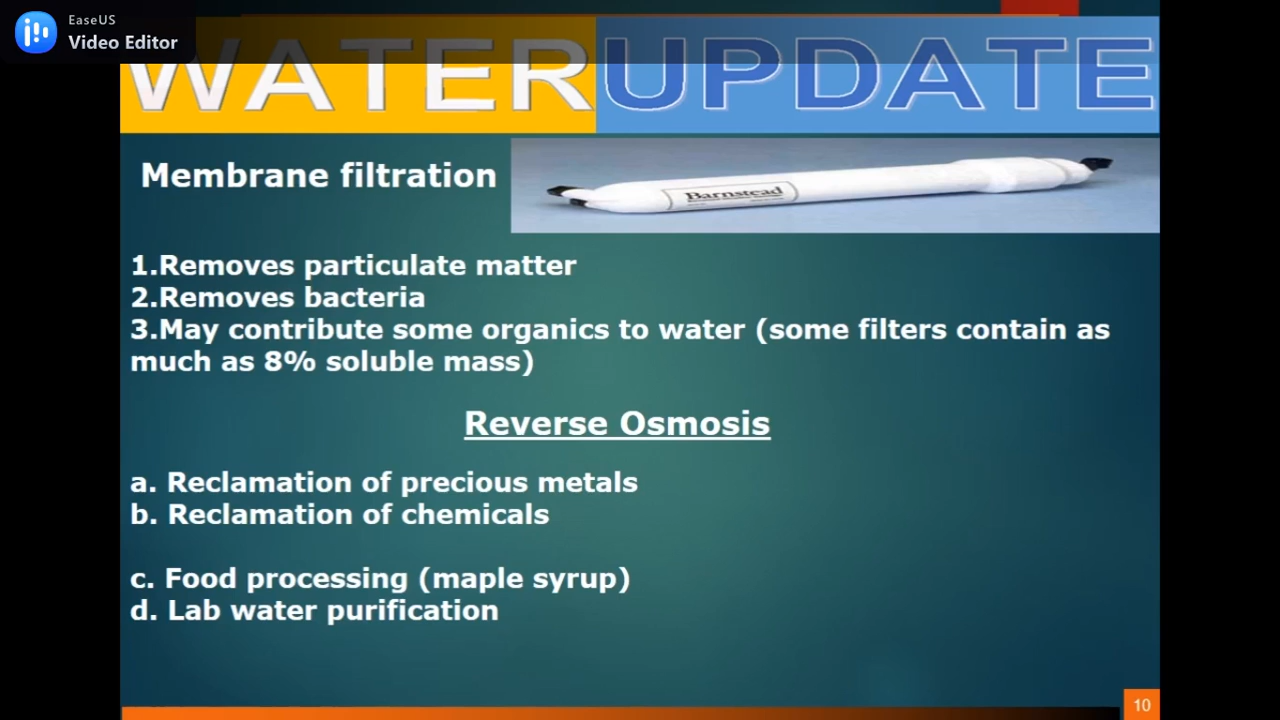 EaseUS
Video Editor
WATER UPDATE
Membrane filtration
Barnstead
1.Removes particulate matter
2.Removes bacteria
3.May contribute some organics to water (some filters contain as
much as 8% soluble mass)
Reverse Osmosis
a. Reclamation of precious metals
b. Reclamation of chemicals
c. Food processing (maple syrup)
d. Lab water purification
10